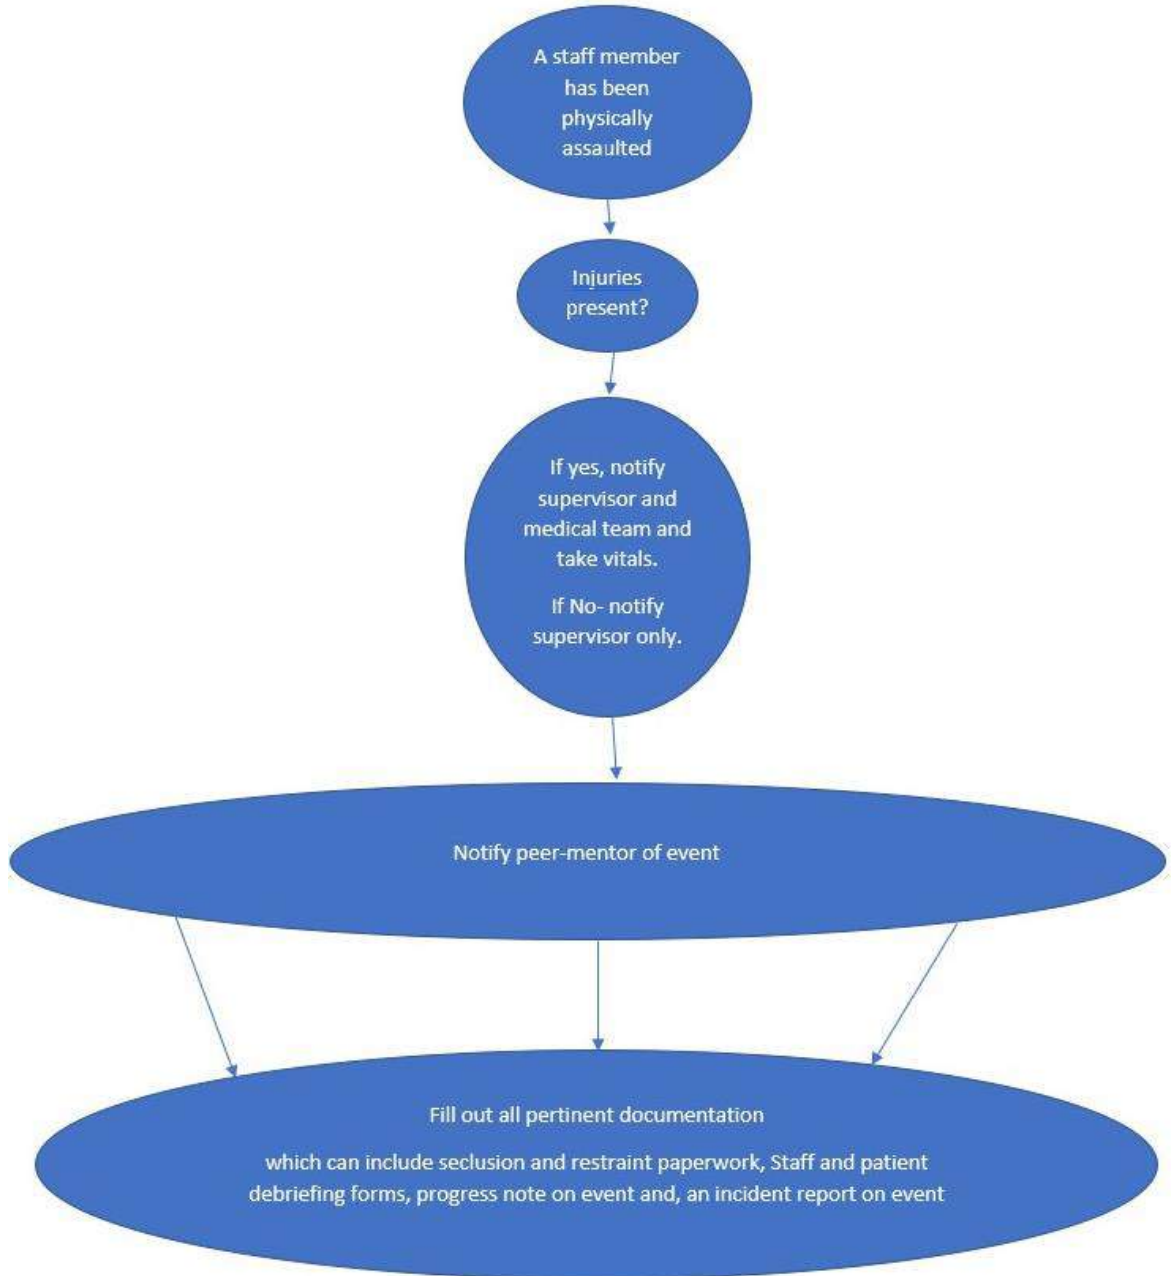 A staff member
has been
physically
assaulted
Injuries
present?
If yes, notify
supervisor and
medical team and
take vitals.
If No- notify
supervisor only.
Notify peer-mentor of event
Fill out all pertinent documentation
which can include seclusion and restraint paperwork, Staff and patient
debriefing forms, progress note on event and, an incident report on event